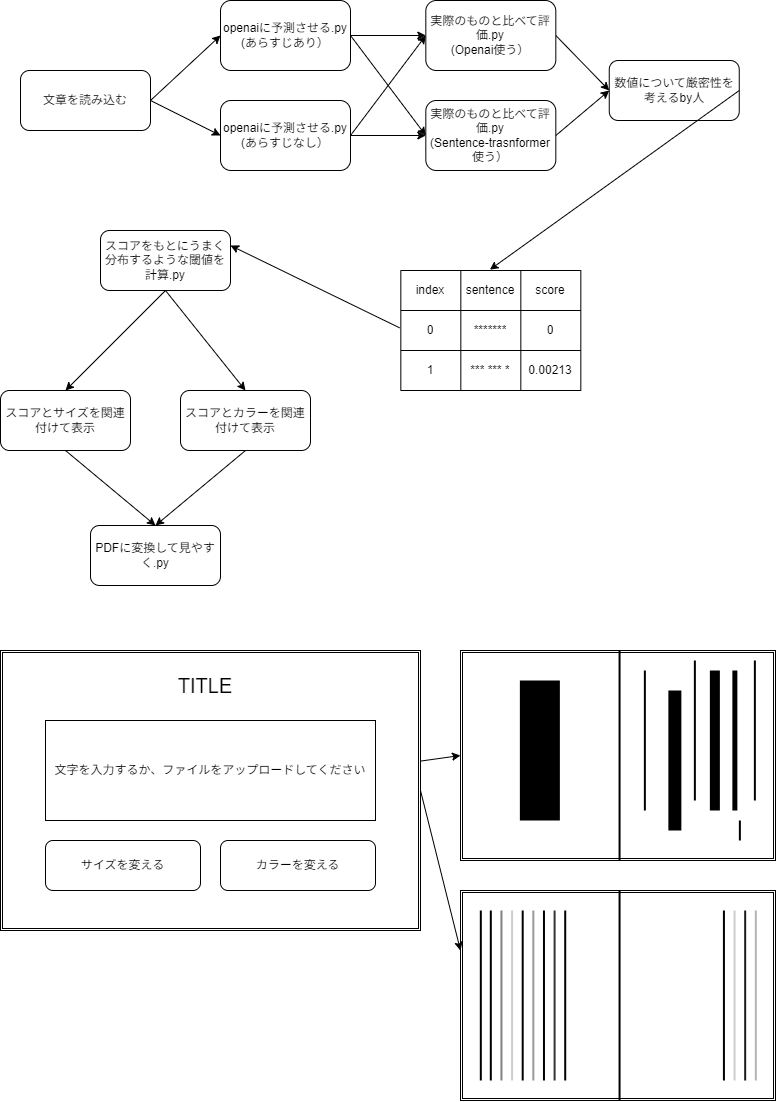 文章を読み込む
openaiに予測させる.py
(あらすじあり)
openaiに予測させる.py
(あらすじなし)
実際のものと比べて評
価.py
(Openai使う)
実際のものと比べて評
価.py
(Sentence-trasnformer
使う)
数値について厳密性を
考えるby人
index sentence score
0 ******* 0
1 *** *** * 0.00213
スコアをもとにうまく
分布するような閾値を
計算.py
スコアとサイズを関連
付けて表示
スコアとカラーを関連
付けて表示
PDFに変換して見やす
く.py
TITLE
文字を入力するか、ファイルをアップロードしてください
サイズを変える
カラーを変える